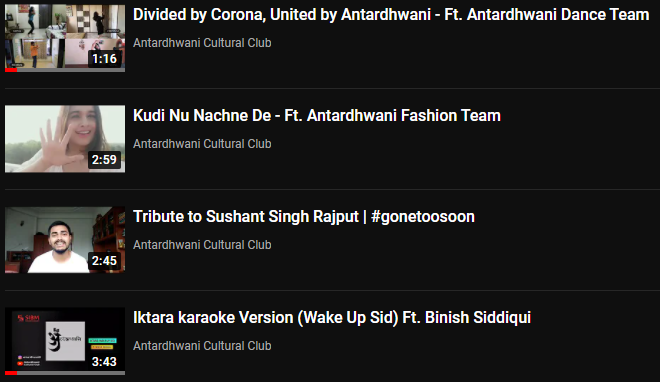 Divided by Corona, United by Antardhwani - Ft. Antardhwani Dance Team
Antardhwani Cultural Club
1:16
Kudi Nu Nachne De - Ft. Antardhwani Fashion Team
Antardhwani Cultural Club
2:59
Tribute to Sushant Singh Rajput | #gonetoosoon
Antardhwani Cultural Club
2:45
Iktara karaoke Version (Wake Up Sid) Ft. Binish Siddiqui
Antardhwani Cultural Club
3:43